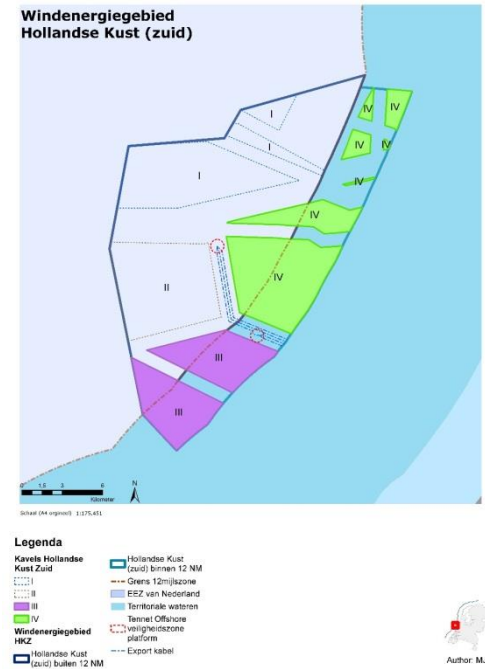 Windenergiegebied
Hollandse Kust (zuid)
I
I
I
II
III
III
IV
IV
IV
IV
IV
IV
IV
0 1,5 3 6
Kilometer
N
Schaal (A4 origineel) 1:175,451
Legenda
Kavels Hollandse
Kust Zuid
I
II
III
IV
Windenergiegebied
HKZ
Hollandse Kust
(zuid) buiten 12 NM
Hollandse Kust
(zuid) binnen 12 NM
Grens 12mijlszone
EEZ van Nederland
Territoriale wateren
Tennet Offshore
veiligheidszone
platform
Export kabel
Author: M.